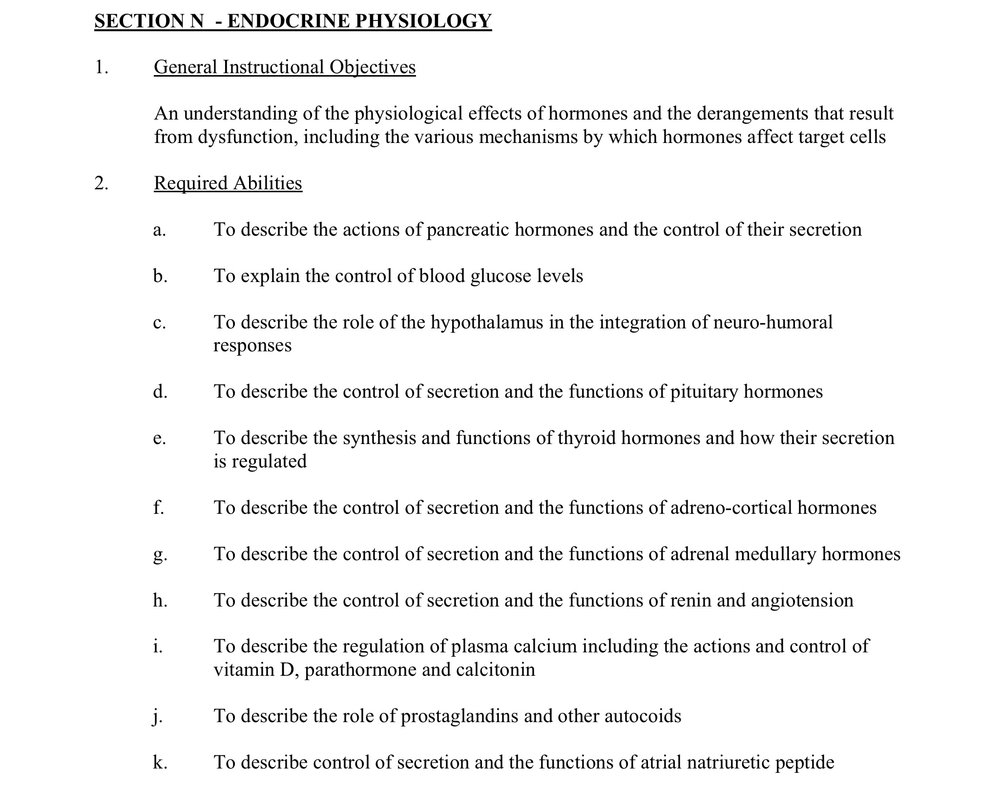 SECTION N - ENDOCRINE PHYSIOLOGY
1. General Instructional Objectives
An understanding of the physiological effects of hormones and the derangements that result
from dysfunction, including the various mechanisms by which hormones affect target cells
2. Required Abilities
a. To describe the actions of pancreatic hormones and the control of their secretion
b. To explain the control of blood glucose levels
c. To describe the role of the hypothalamus in the integration of neuro-humoral
responses
d. To describe the control of secretion and the functions of pituitary hormones
e. To describe the synthesis and functions of thyroid hormones and how their secretion
is regulated
f. To describe the control of secretion and the functions of adreno-cortical hormones
g. To describe the control of secretion and the functions of adrenal medullary hormones
h. To describe the control of secretion and the functions of renin and angiotension
i. To describe the regulation of plasma calcium including the actions and control of
vitamin D, parathormone and calcitonin
j. To describe the role of prostaglandins and other autocoids
k. To describe control of secretion and the functions of atrial natriuretic peptide